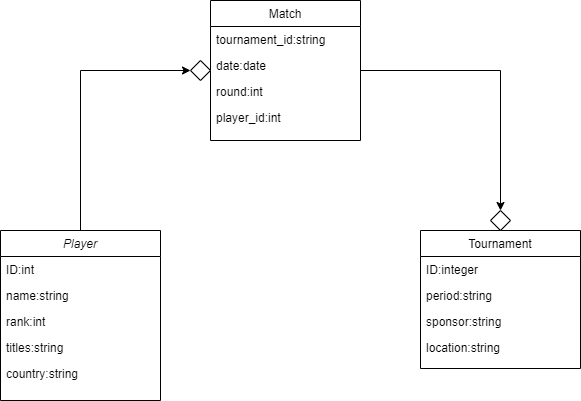 Match
tournament_id:string
date:date
round:int
player_id:int
Player
ID:int
name:string
rank:int
titles:string
country:string
Tournament
ID:integer
period:string
sponsor:string
location:string